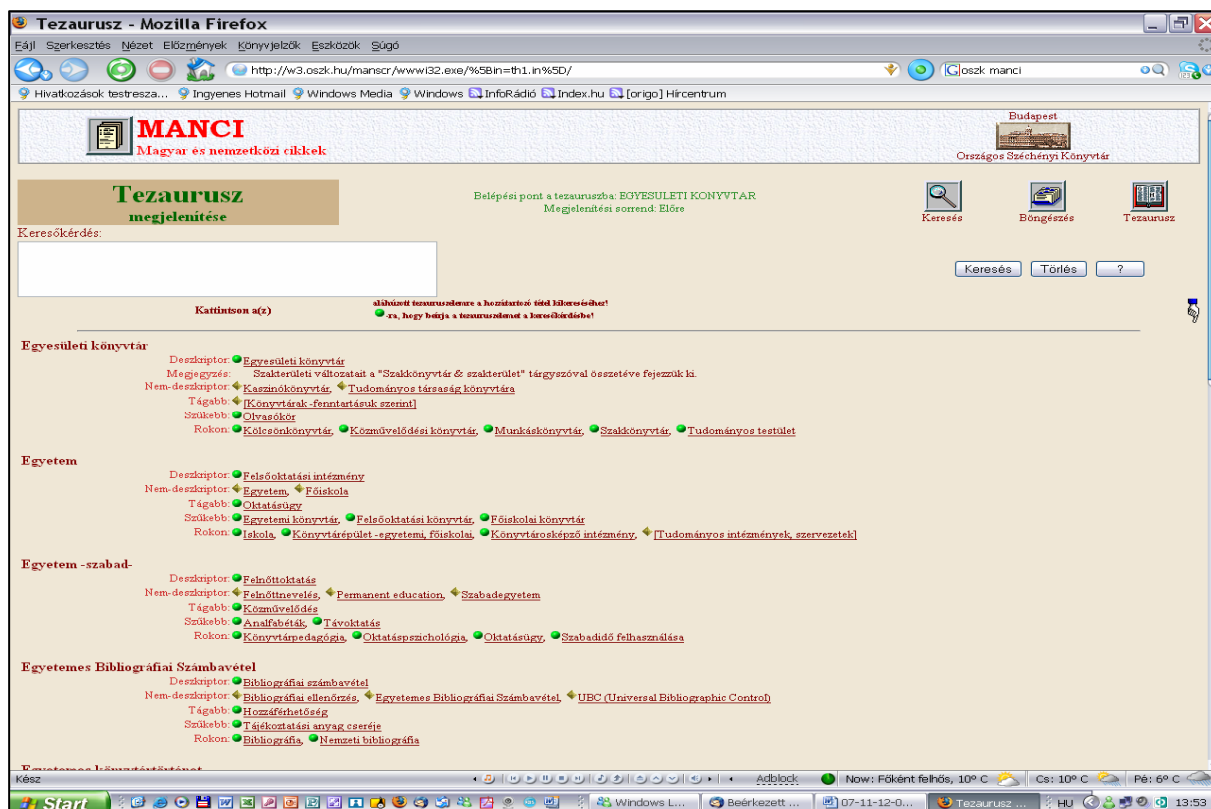 Tezaurusz - Mozilla Firefox
Fájl Szerkesztés Nézet Előzmények Könyvjelzők Eszközök Súgó
http://w3.oszk.hu/manscr/wwwi32.exe/%5Bin=th1.in%5D/ oszk manci
Hivatkozások testresza... Ingyenes Hotmail Windows Media Windows InfoRádió Index.hu [origo] Hírcentrum
MANCI
Magyar és nemzetközi cikkek
Budapest
Országos Széchényi Könyvtár
Tezaurusz
megjelenítése
Belépési pont a tezauruszba: EGYESULETI KONYVTAR
Megjelenítési sorrend: Előre
Keresés Böngészés Tezaurusz
Keresőkérdés:
Keresés Törlés ?
Kattintson a(z)
aláhúzott tezauruszelemre a hozzátartozó tétel kikereséséhez!
-ra, hogy beírja a tezauruszelemet a keresőkérdésbe!
Egyesületi könyvtár
Deszkriptor: Egyesületi könyvtár
Megjegyzés: Szakterületi változatait a "Szakkönyvtár & szakterület" tárgyszóval összetéve fejezzük ki.
Nem-deszkriptor: Kaszinókönyvtár, Tudományos társaság könyvtára
Tágabb: [Könyvtárak -fenntartásuk szerint]
Szűkebb: Olvasókör
Rokon: Kölcsönkönyvtár, Közművelődési könyvtár, Munkáskönyvtár, Szakkönyvtár, Tudományos testület
Egyetem
Deszkriptor: Felsőoktatási intézmény
Nem-deszkriptor: Egyetem, Főiskola
Tágabb: Oktatásügy
Szűkebb: Egyetemi könyvtár, Felsőoktatási könyvtár, Főiskolai könyvtár
Rokon: Iskola, Könyvtárépület -egyetemi, főiskolai, Könyvtárosképző intézmény, [Tudományos intézmények, szervezetek]
Egyetem -szabad-
Deszkriptor: Felnőttoktatás
Nem-deszkriptor: Felnőttnevelés, Permanent education, Szabadegyetem
Tágabb: Közművelődés
Szűkebb: Analfabéták, Távoktatás
Rokon: Könyvtárpedagógia, Oktatáspszichológia, Oktatásügy, Szabadidő felhasználása
Egyetemes Bibliográfiai Számbavétel
Deszkriptor: Bibliográfiai számbavétel
Nem-deszkriptor: Bibliográfiai ellenőrzés, Egyetemes Bibliográfiai Számbavétel, UBC (Universal Bibliographic Control)
Tágabb: Hozzáférhetőség
Szűkebb: Tájékoztatási anyag cseréje
Rokon: Bibliográfia, Nemzeti bibliográfia
Egyetemes könyvtártörténet
Kész Adblock Now: Főként felhős, 10° C Cs: 10° C Pé: 6° C
Start Windows L... Beérkezett ... 07-11-12-0... Tezaurusz ... HU 13:53